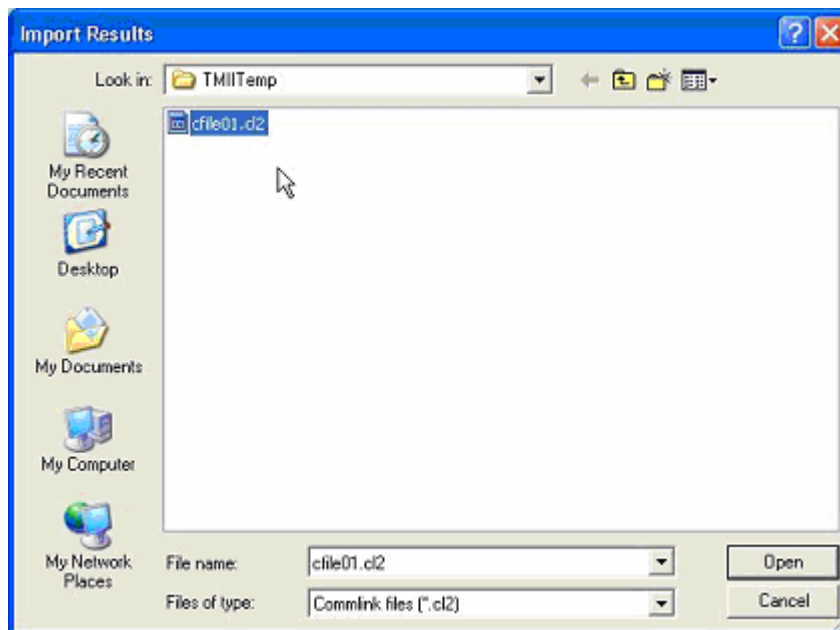 Import Results
Look in: TMIITemp
cfile01.cl2
My Recent
Documents
Desktop
My Documents
My Computer
My Network
Places
File name: cfile01.cl2
Open
Files of type: Commlink files (*.cl2)
Cancel